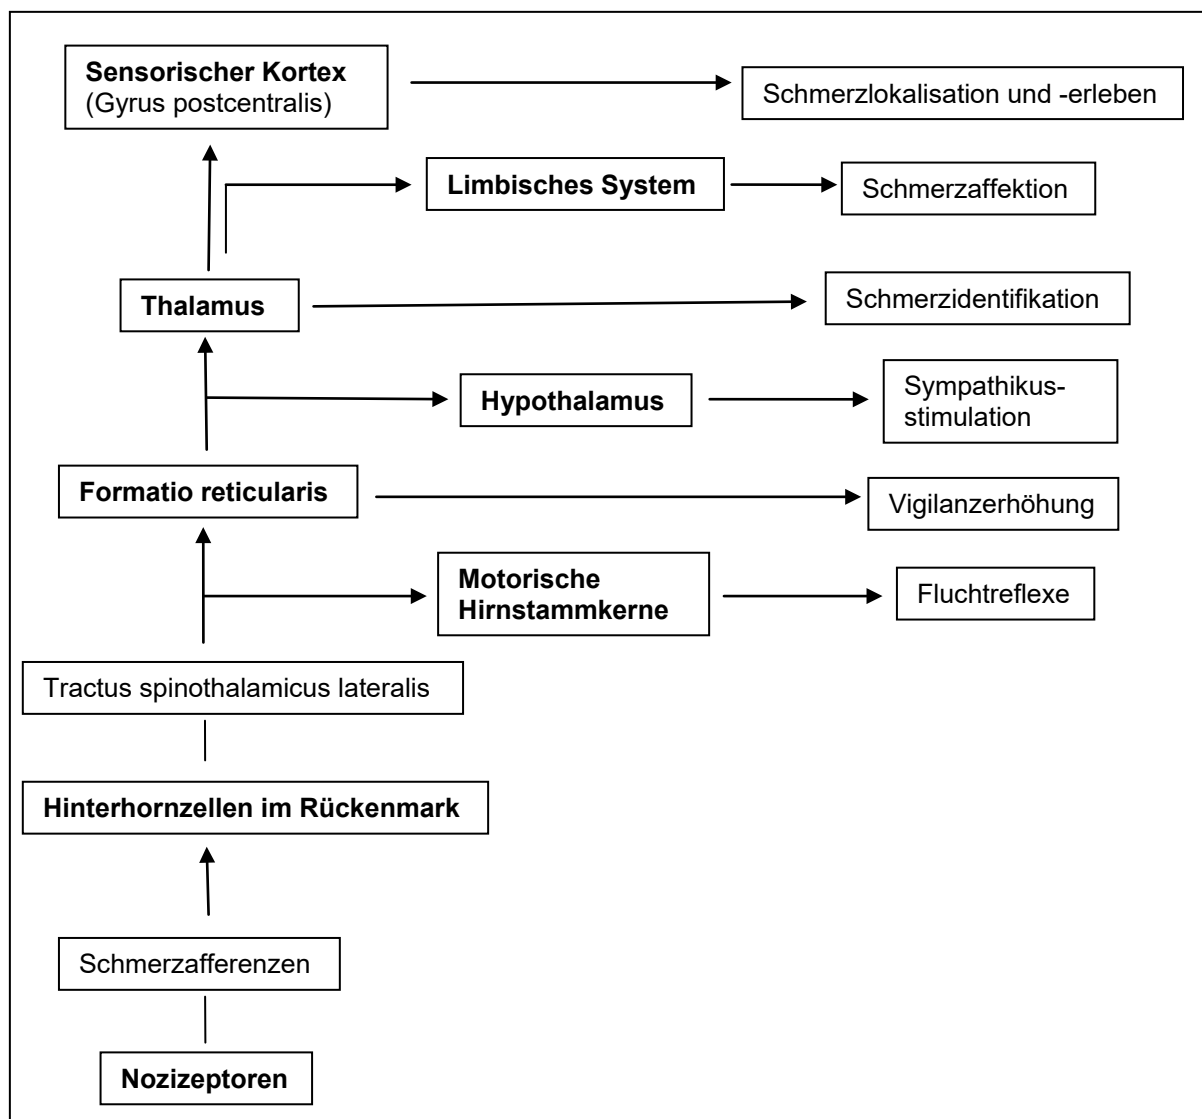 Sensorischer Kortex
(Gyrus postcentralis)
Schmerzlokalisation und -erleben
Limbisches System
Schmerzaffektion
Thalamus
Schmerzidentifikation
Hypothalamus
Sympathikus-
stimulation
Formatio reticularis
Vigilanzerhöhung
Motorische
Hirnstammkerne
Fluchtreflexe
Tractus spinothalamicus lateralis
Hinterhornzellen im Rückenmark
Schmerzafferenzen
Nozizeptoren